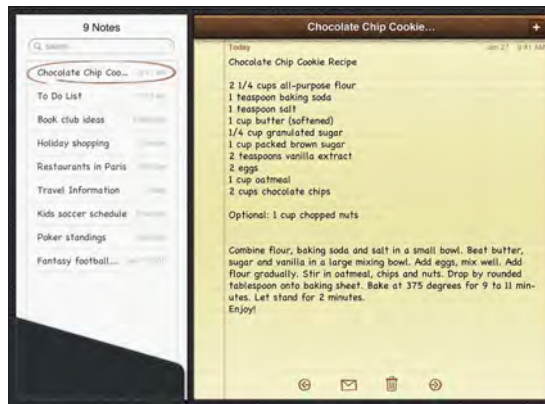 9 Notes
Chocolate Chip Cookie...
Chocolate Chip Coo...
To Do List
Book club ideas
Holiday shopping
Restaurants in Paris
Travel Information
Kids soccer schedule
Poker standings
Fantasy football...
Today
Jan 27 9:41 AM
Chocolate Chip Cookie Recipe
2 1/4 cups all-purpose flour
1 teaspoon baking soda
1 teaspoon salt
1 cup butter (softened)
1/4 cup granulated sugar
1 cup packed brown sugar
2 teaspoons vanilla extract
2 eggs
1 cup oatmeal
2 cups chocolate chips
Optional: 1 cup chopped nuts
Combine flour, baking soda and salt in a small bowl. Beat butter,
sugar and vanilla in a large mixing bowl. Add eggs, mix well. Add
flour gradually. Stir in oatmeal, chips and nuts. Drop by rounded
tablespoon onto baking sheet. Bake at 375 degrees for 9 to 11 min-
utes. Let stand for 2 minutes.
Enjoy!